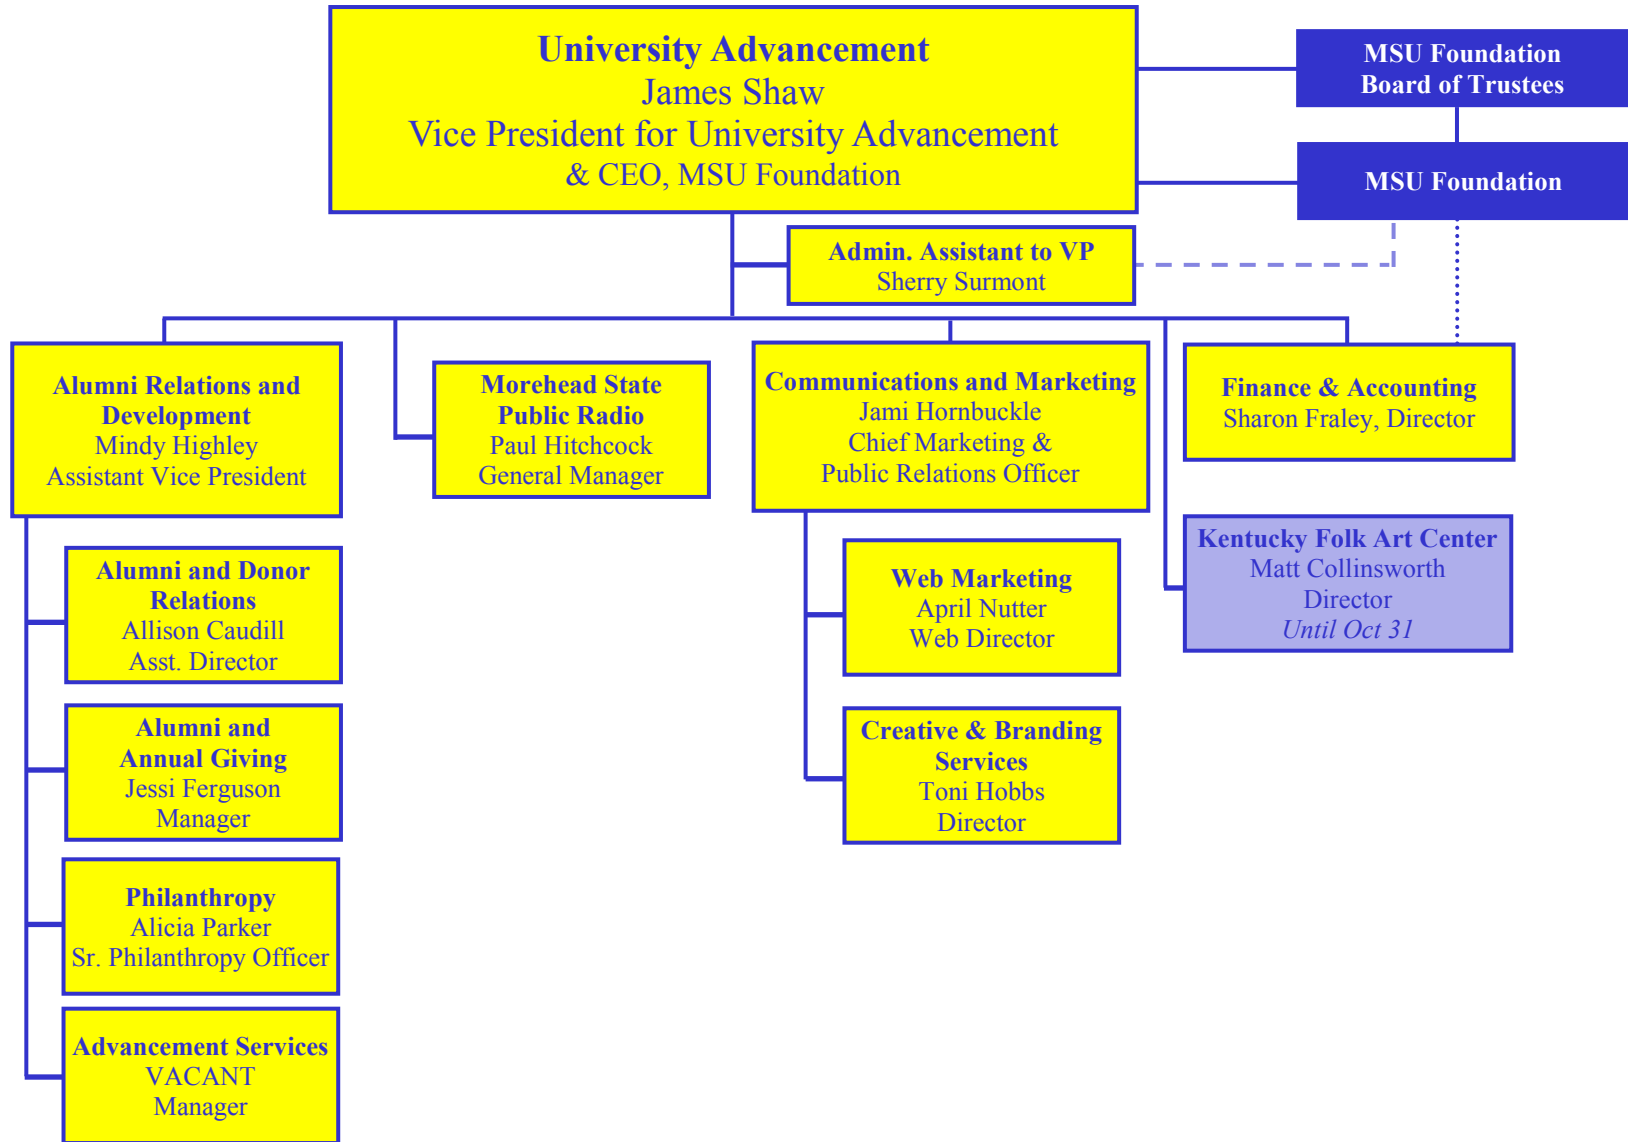 University Advancement
James Shaw
Vice President for University Advancement
& CEO, MSU Foundation
MSU Foundation
Board of Trustees
MSU Foundation
Admin. Assistant to VP
Sherry Surmont
Alumni Relations and
Development
Mindy Highley
Assistant Vice President
Morehead State
Public Radio
Paul Hitchcock
General Manager
Communications and Marketing
Jami Hornbuckle
Chief Marketing &
Public Relations Officer
Finance & Accounting
Sharon Fraley, Director
Alumni and Donor
Relations
Allison Caudill
Asst. Director
Alumni and
Annual Giving
Jessi Ferguson
Manager
Philanthropy
Alicia Parker
Sr. Philanthropy Officer
Advancement Services
VACANT
Manager
Web Marketing
April Nutter
Web Director
Creative & Branding
Services
Toni Hobbs
Director
Kentucky Folk Art Center
Matt Collinsworth
Director
Until Oct 31